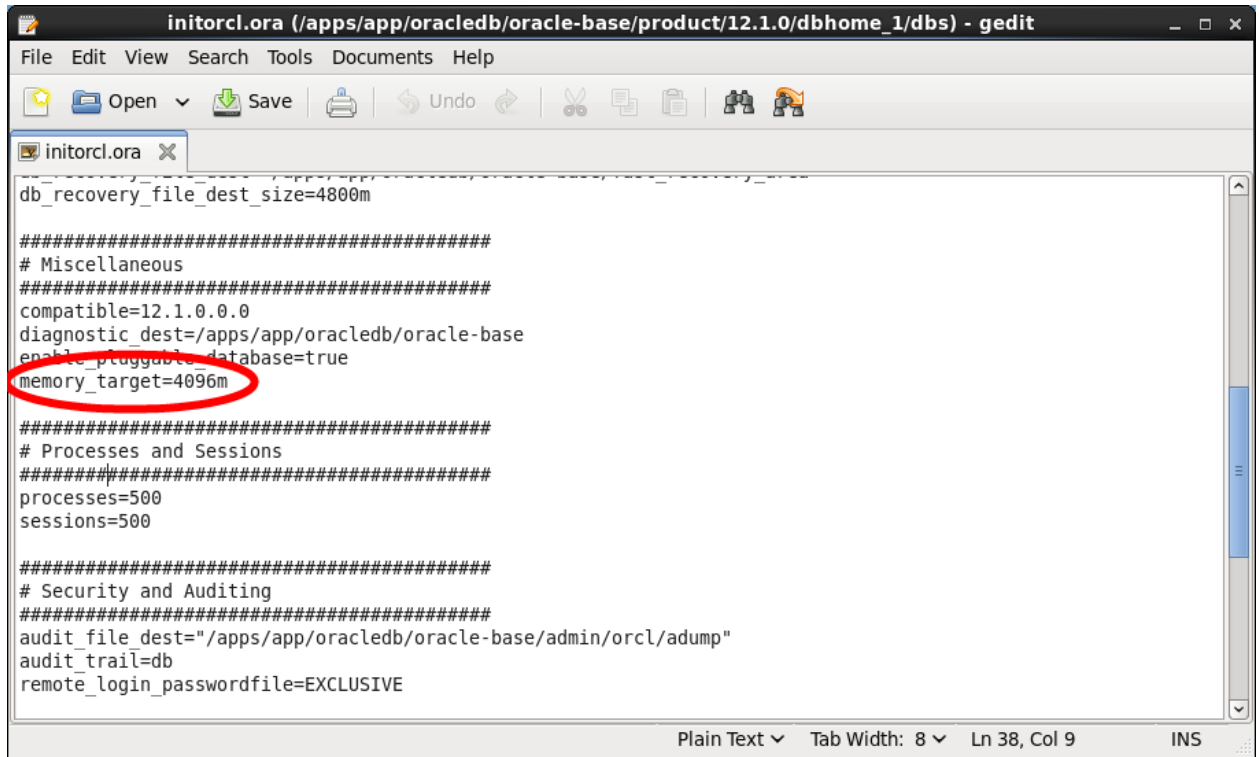 initorcl.ora (/apps/app/oracledb/oracle-base/product/12.1.0/dbhome_1/dbs) - gedit
File Edit View Search Tools Documents Help
Open Save Undo
initorcl.ora
db_recovery_file_dest_size=4800m
###########################################
# Miscellaneous
###########################################
compatible=12.1.0.0.0
diagnostic_dest=/apps/app/oracledb/oracle-base
enable_pluggable_database=true
memory_target=4096m
###########################################
# Processes and Sessions
###########################################
processes=500
sessions=500
###########################################
# Security and Auditing
###########################################
audit_file_dest="/apps/app/oracledb/oracle-base/admin/orcl/adump"
audit_trail=db
remote_login_passwordfile=EXCLUSIVE
Plain Text Tab Width: 8 Ln 38, Col 9 INS